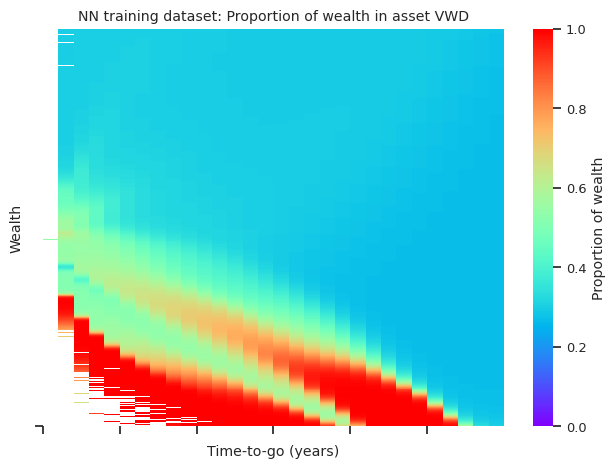 NN training dataset: Proportion of wealth in asset VWD
Wealth
Time-to-go (years)
1.0
0.8
0.6
0.4
0.2
0.0
Proportion of wealth